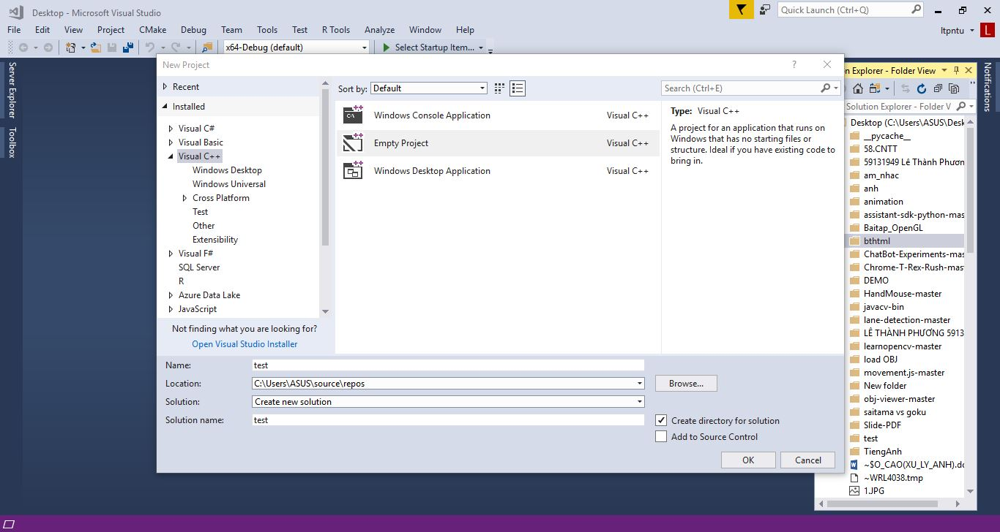 Desktop - Microsoft Visual Studio
Quick Launch (Ctrl+Q)
File Edit View Project CMake Debug Team Tools Test R Tools Analyze Window Help
ltpntu L
x64-Debug (default) Select Startup Item...
Server Explorer
Toolbox
New Project
?
Recent
Installed
Visual C#
Visual Basic
Visual C++
Windows Desktop
Windows Universal
Cross Platform
Test
Other
Extensibility
Visual F#
SQL Server
R
Azure Data Lake
JavaScript
Not finding what you are looking for?
Open Visual Studio Installer
Sort by: Default
Search (Ctrl+E)
Windows Console Application Visual C++
Empty Project Visual C++
Windows Desktop Application Visual C++
Type: Visual C++
A project for an application that runs on
Windows that has no starting files or
structure. Ideal if you have existing code to
bring in.
Name: test
Location: C:\Users\ASUS\source\repos
Browse...
Solution: Create new solution
Solution name: test
Create directory for solution
Add to Source Control
OK Cancel
n Explorer - Folder View
Solution Explorer - Folder V
Desktop (C:\Users\ASUS\Desk
__pycache__
58.CNTT
59131949 Lê Thành Phươn
am_nhac
anh
animation
assistant-sdk-python-mas
Baitap_OpenGL
bthtml
ChatBot-Experiments-mas
Chrome-T-Rex-Rush-mast
DEMO
HandMouse-master
javacv-bin
lane-detection-master
LÊ THÀNH PHƯƠNG 5913
learnopencv-master
load OBJ
movement.js-master
New folder
obj-viewer-master
saitama vs goku
Slide-PDF
test
TiengAnh
~$O_CAO(XU_LY_ANH).do
~WRL4038.tmp
1.JPG
Notifications